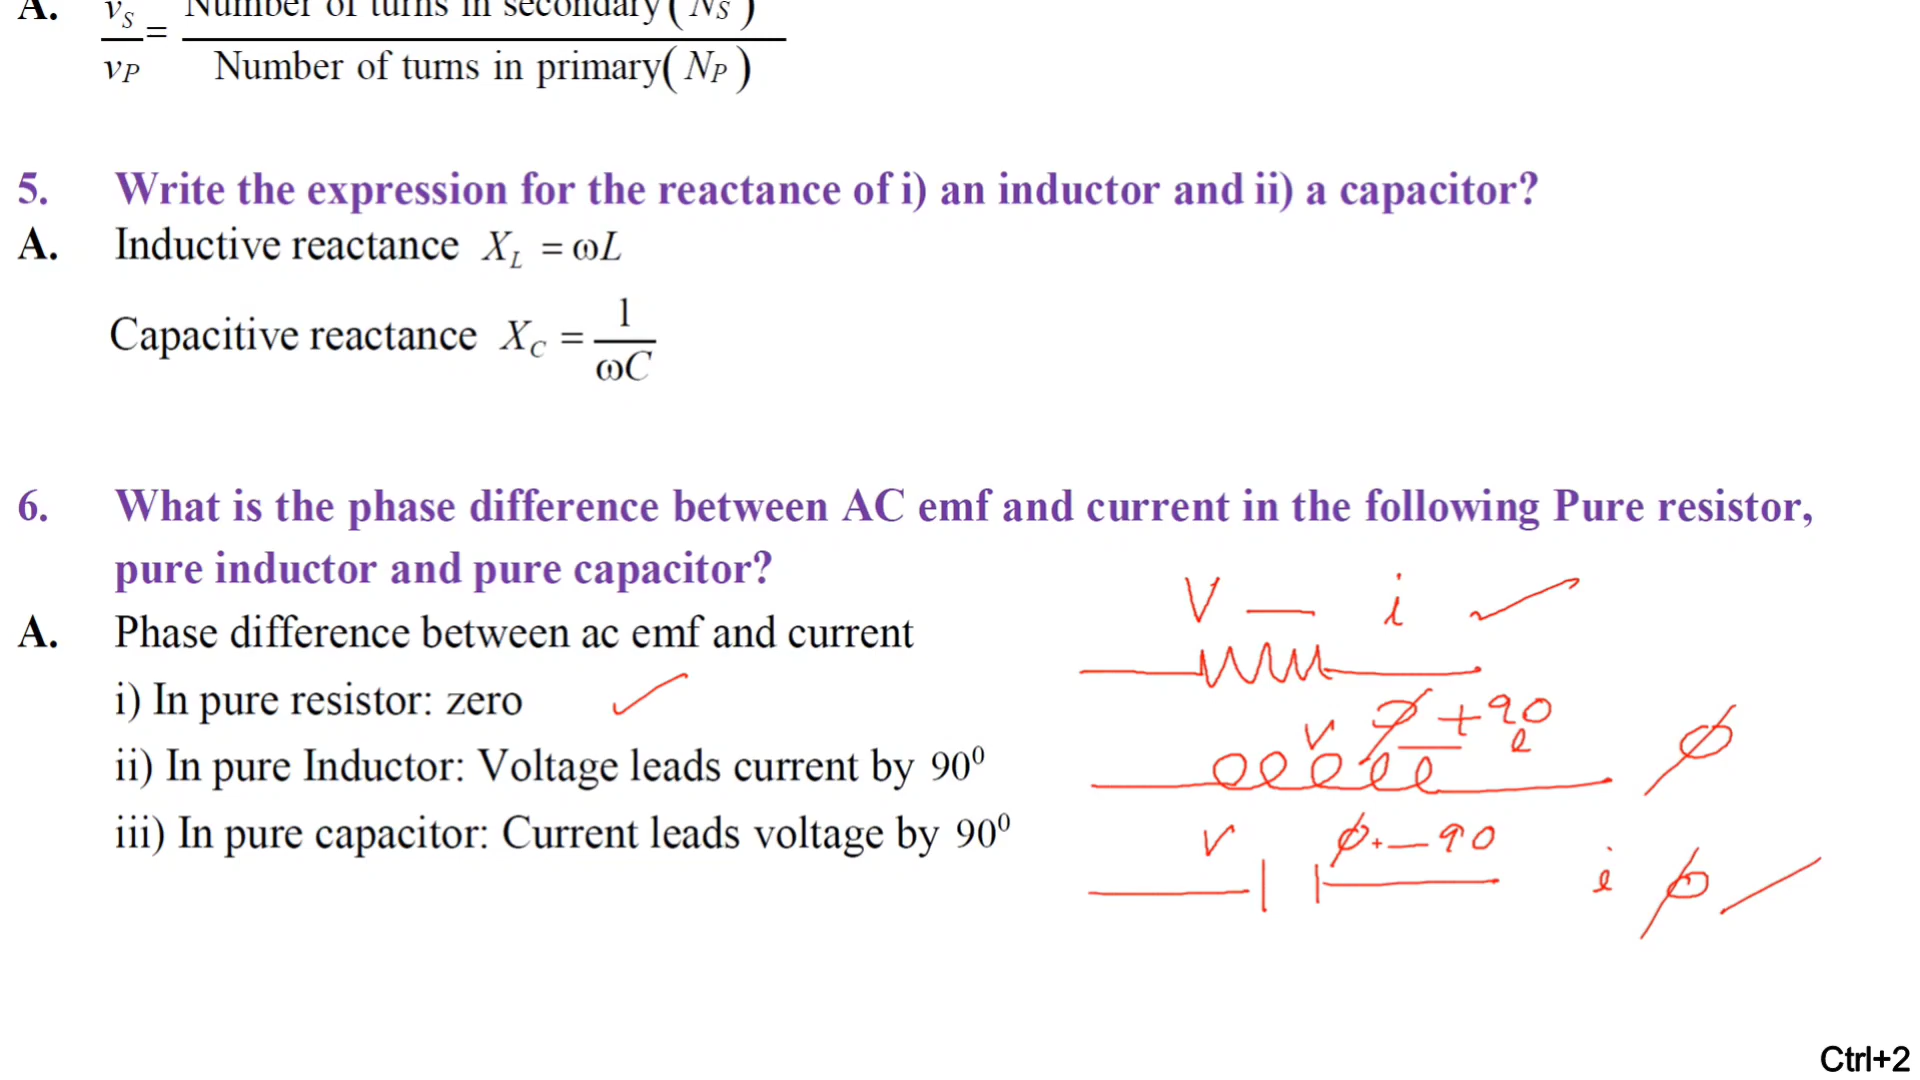 A. vS/vP = Number of turns in secondary(NS) / Number of turns in primary(NP)
5. Write the expression for the reactance of i) an inductor and ii) a capacitor?
A. Inductive reactance XL = ωL
Capacitive reactance XC = 1/ωC
6. What is the phase difference between AC emf and current in the following Pure resistor,
pure inductor and pure capacitor?
V — i
A. Phase difference between ac emf and current
i) In pure resistor: zero
ϕ + 90
V
ϕ
ii) In pure Inductor: Voltage leads current by 90⁰
iii) In pure capacitor: Current leads voltage by 90⁰
V ϕ - 90
i ϕ
Ctrl+2